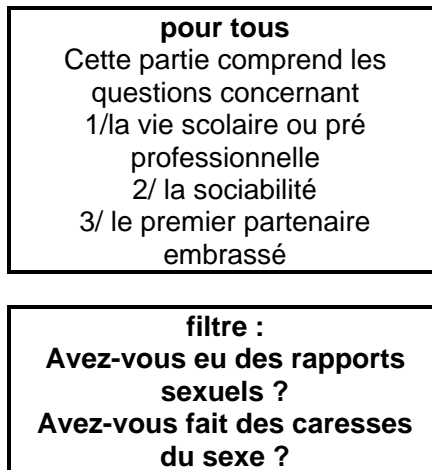 pour tous
Cette partie comprend les
questions concernant
1/la vie scolaire ou pré
professionnelle
2/ la sociabilité
3/ le premier partenaire
embrassé
filtre :
Avez-vous eu des rapports
sexuels ?
Avez-vous fait des caresses
du sexe ?